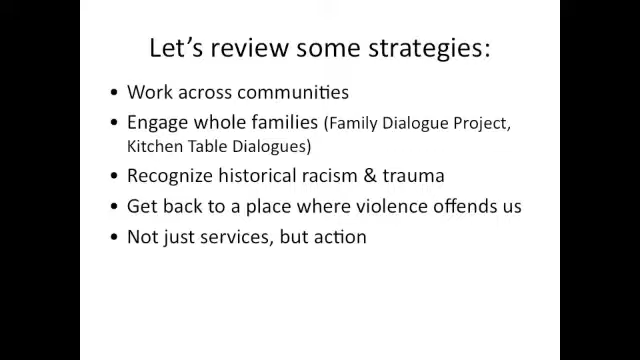 Let's review some strategies:
• Work across communities
• Engage whole families (Family Dialogue Project,
Kitchen Table Dialogues)
• Recognize historical racism & trauma
• Get back to a place where violence offends us
• Not just services, but action